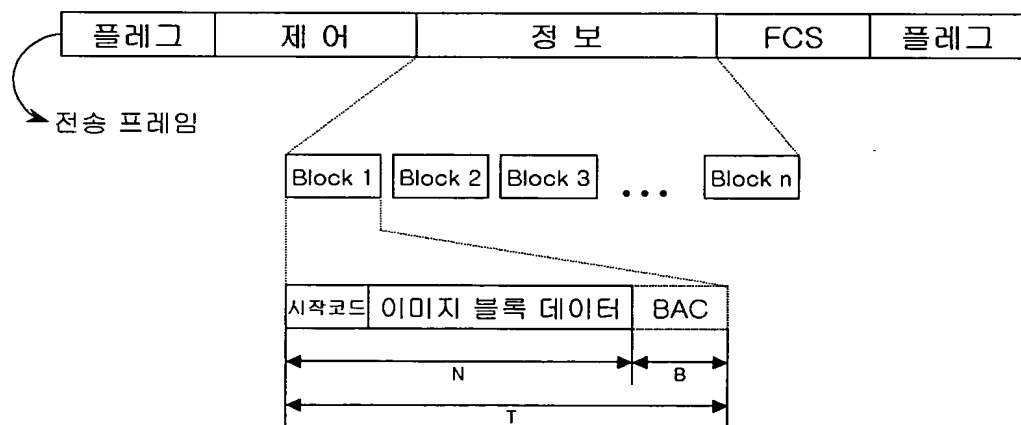 플레그 제 어 정 보 FCS 플레그
전송 프레임
Block 1 Block 2 Block 3 ... Block n
시작코드 이미지 블록 데이터 BAC
N B
T